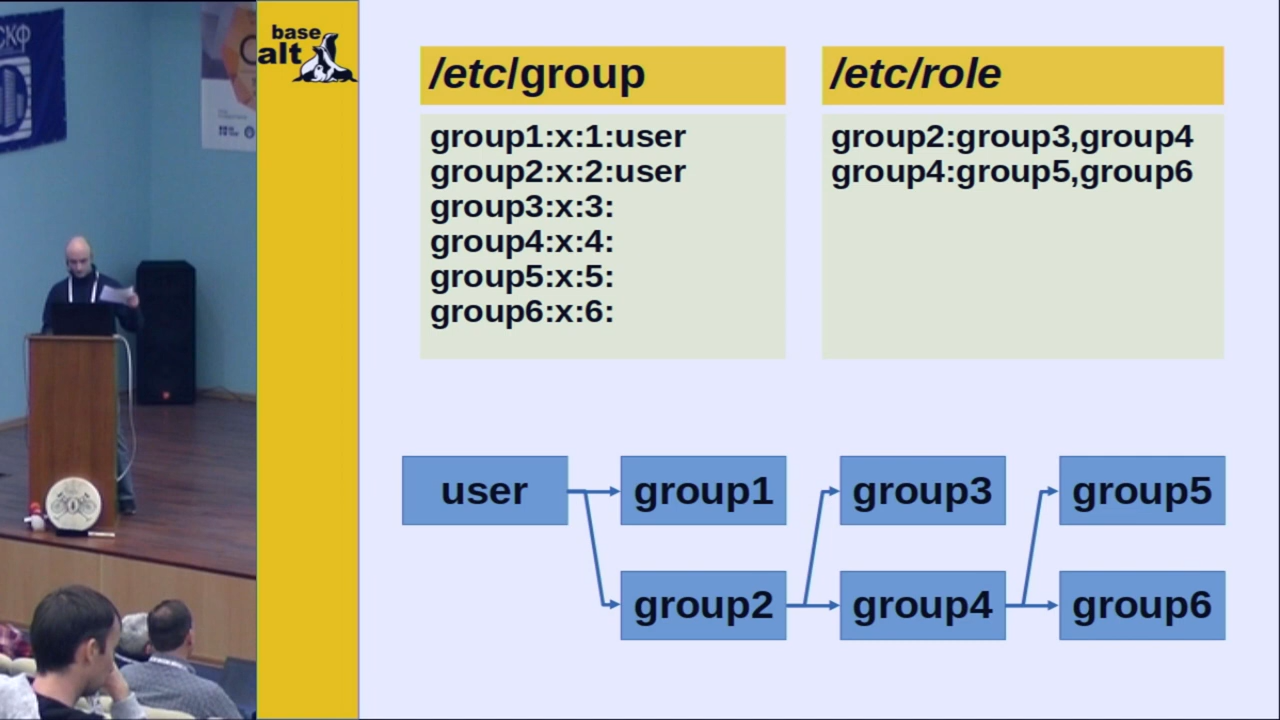 СКФ
base
alt
/etc/group
/etc/role
group1:x:1:user
group2:x:2:user
group3:x:3:
group4:x:4:
group5:x:5:
group6:x:6:
group2:group3,group4
group4:group5,group6
user
group1
group3
group5
group2
group4
group6